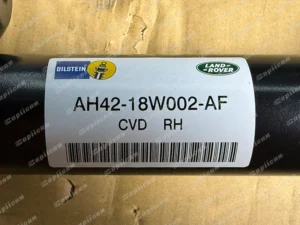 BILSTEIN
LAND-
ROVER
AH42-18W002-AF
CVD RH